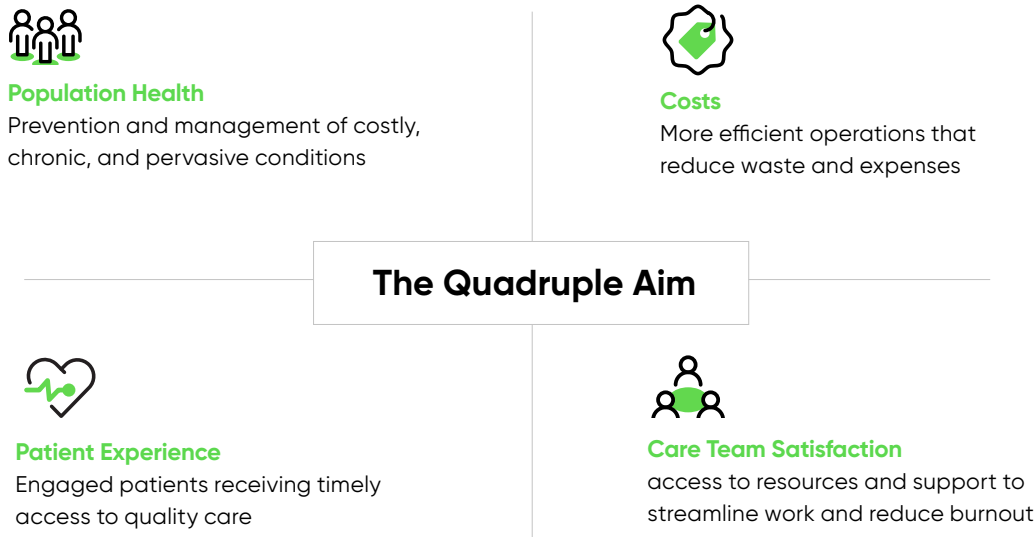 Population Health
Prevention and management of costly,
chronic, and pervasive conditions
Costs
More efficient operations that
reduce waste and expenses
The Quadruple Aim
Patient Experience
Engaged patients receiving timely
access to quality care
Care Team Satisfaction
access to resources and support to
streamline work and reduce burnout